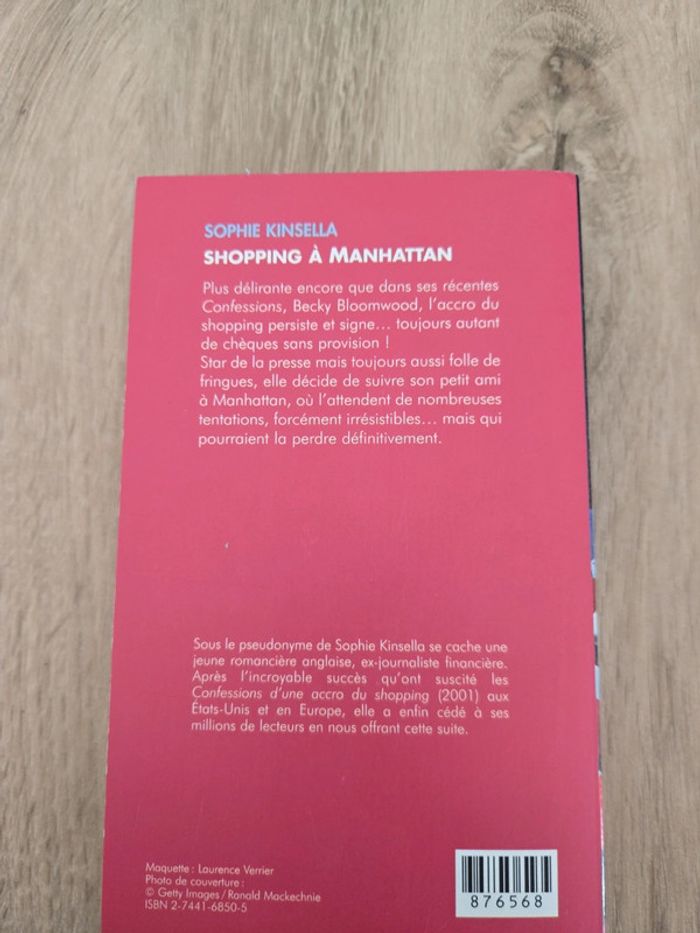 SOPHIE KINSELLA
SHOPPING À MANHATTAN
Plus délirante encore que dans ses récentes
Confessions, Becky Bloomwood, l'accro du
shopping persiste et signe... toujours autant
de chèques sans provision !
Star de la presse mais toujours aussi folle de
fringues, elle décide de suivre son petit ami
à Manhattan, où l'attendent de nombreuses
tentations, forcément irrésistibles... mais qui
pourraient la perdre définitivement.
Sous le pseudonyme de Sophie Kinsella se cache une
jeune romancière anglaise, ex-journaliste financière.
Après l'incroyable succès qu'ont suscité les
Confessions d'une accro du shopping (2001) aux
États-Unis et en Europe, elle a enfin cédé à ses
millions de lecteurs en nous offrant cette suite.
Maquette : Laurence Verrier
Photo de couverture :
© Getty Images / Ronald Mackechnie
ISBN 2-7441-6850-5
876568